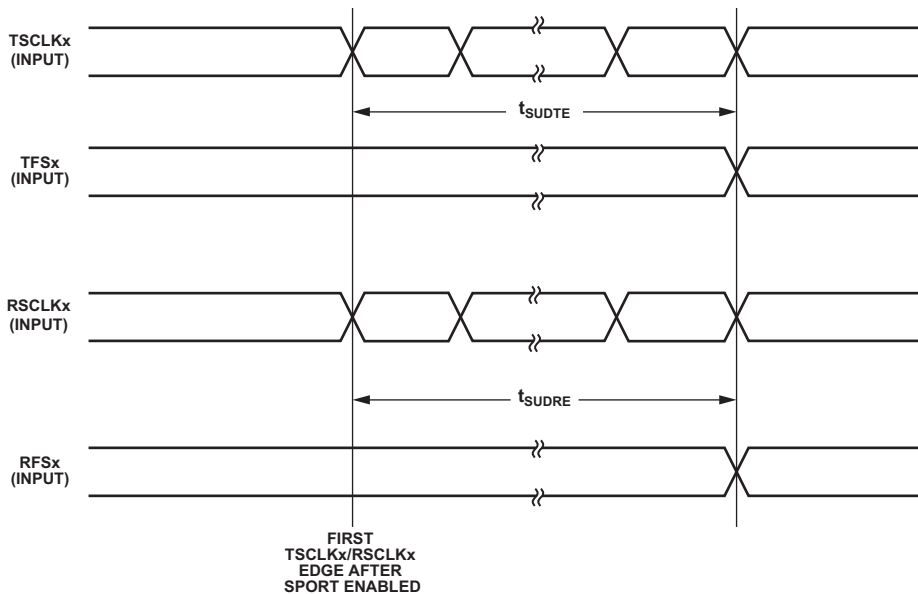 TSCLKx
(INPUT)
tSUDTE
TFSx
(INPUT)
RSCLKx
(INPUT)
tSUDRE
RFSx
(INPUT)
FIRST
TSCLKx/RSCLKx
EDGE AFTER
SPORT ENABLED